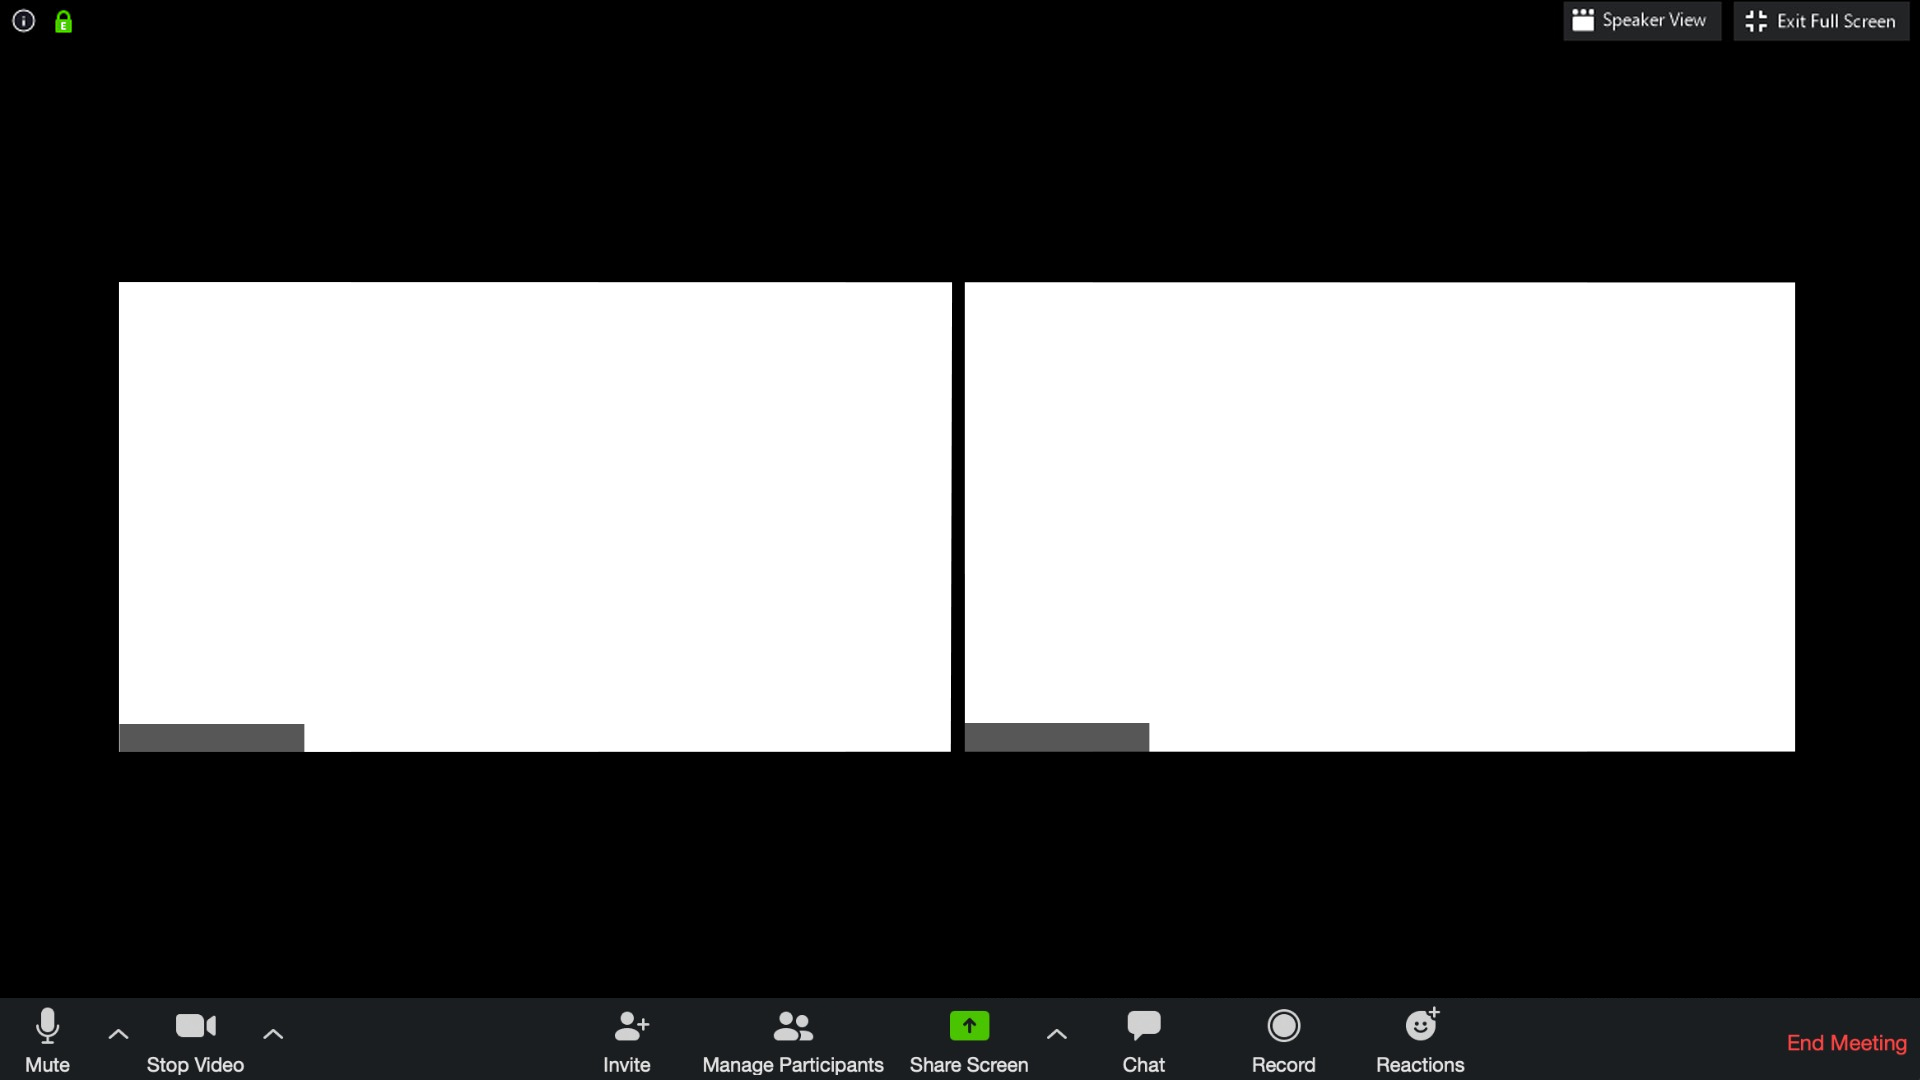 Speaker View
Exit Full Screen
E
Mute
Stop Video
Invite
Manage Participants
Share Screen
Chat
Record
Reactions
End Meeting